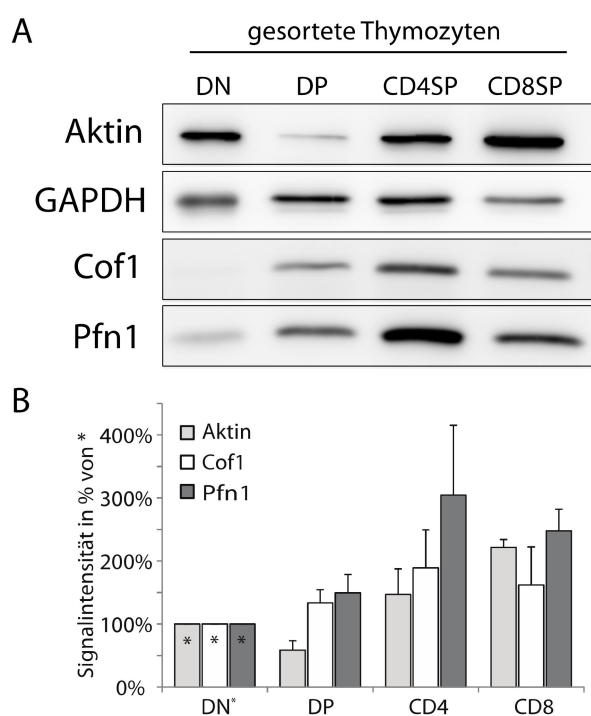 A
gesortete Thymozyten
DN DP CD4SP CD8SP
Aktin
GAPDH
Cof1
Pfn1
B
Signalintensität in % von *
400%
300%
200%
100%
0%
Aktin
Cof1
Pfn1
* * *
DN* DP CD4 CD8